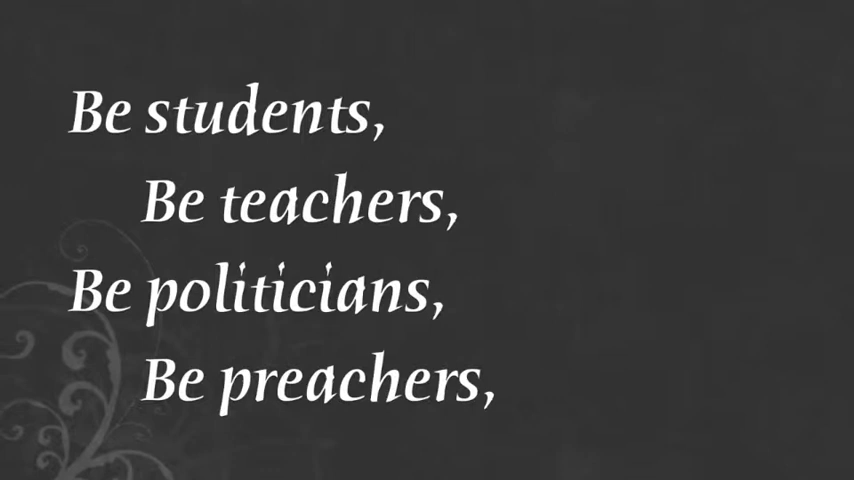 Be students,
Be teachers,
Be politicians,
Be preachers,